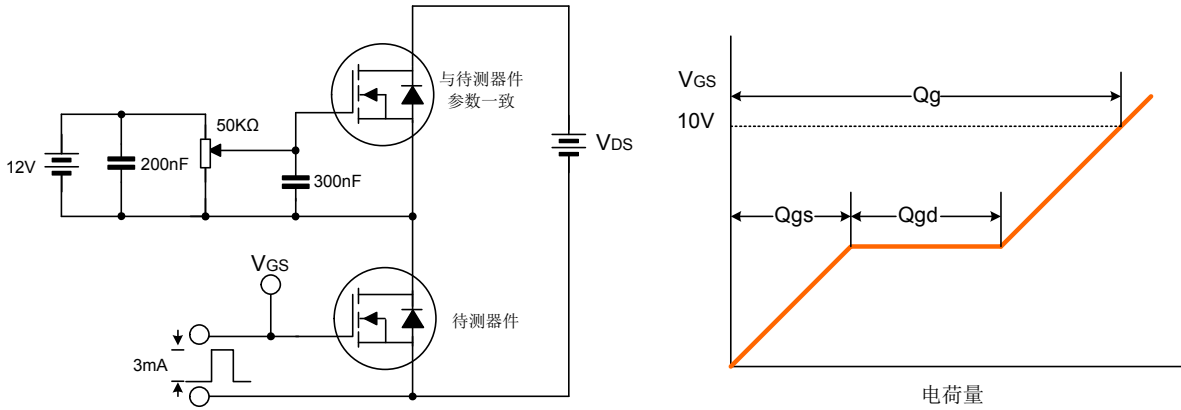 与待测器件
参数一致
50KΩ
12V
200nF
300nF
VDS
VGS
待测器件
3mA
VGS
10V
Qg
Qgs
Qgd
电荷量